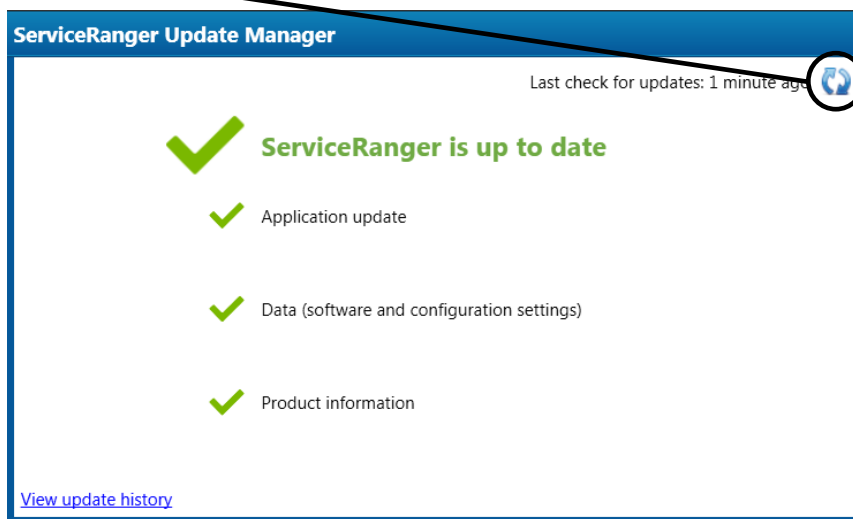 ServiceRanger Update Manager
Last check for updates: 1 minute ago
ServiceRanger is up to date
Application update
Data (software and configuration settings)
Product information
View update history